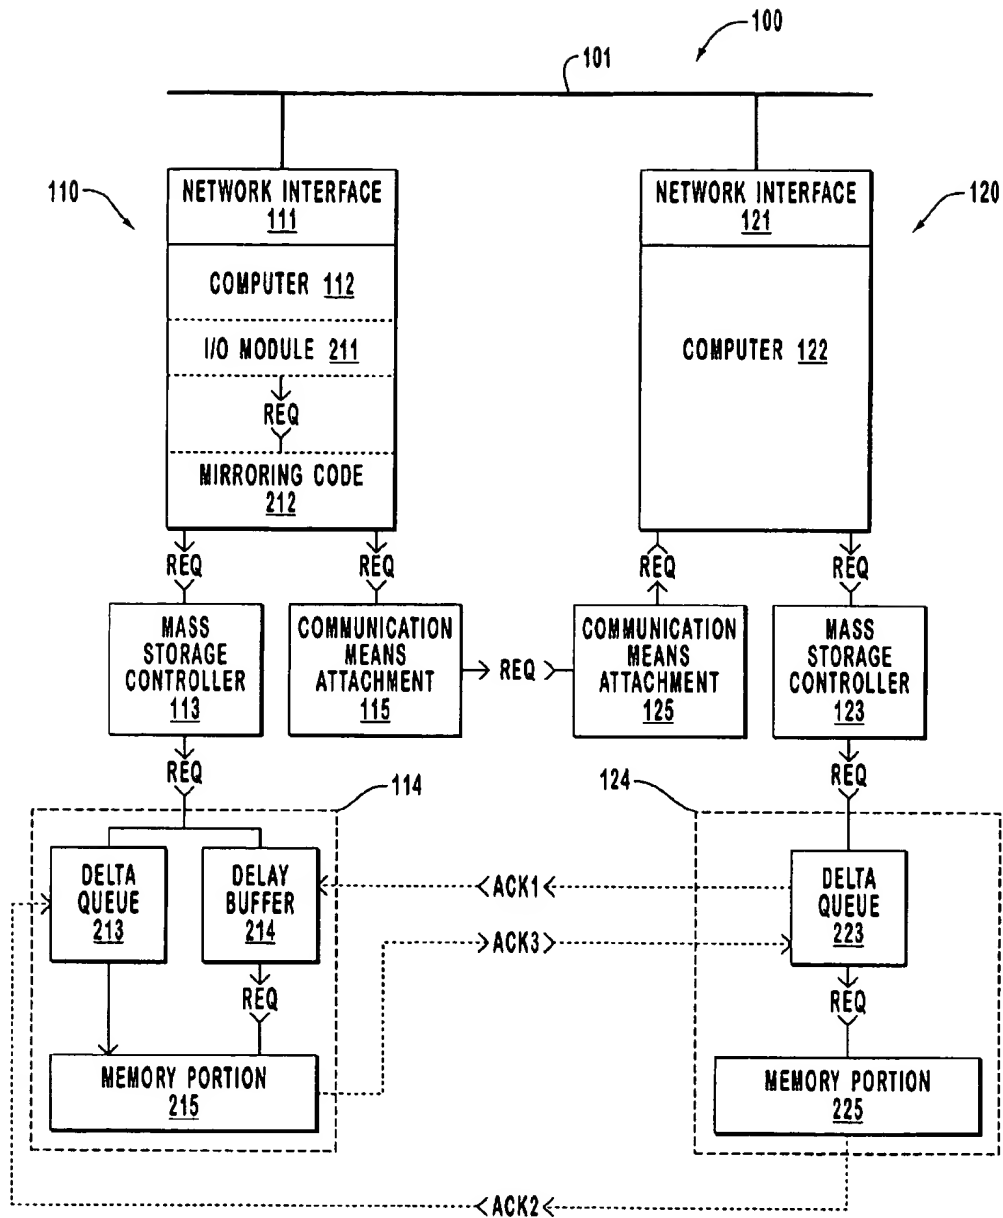 100
101
110
NETWORK INTERFACE
111
NETWORK INTERFACE
121
120
COMPUTER 112
I/O MODULE 211
COMPUTER 122
REQ
MIRRORING CODE
212
REQ
REQ
REQ
REQ
MASS
STORAGE
CONTROLLER
113
COMMUNICATION
MEANS
ATTACHMENT
115
REQ
COMMUNICATION
MEANS
ATTACHMENT
125
MASS
STORAGE
CONTROLLER
123
REQ
REQ
114
124
DELTA
QUEUE
213
DELAY
BUFFER
214
ACK1
DELTA
QUEUE
223
ACK3
REQ
REQ
MEMORY PORTION
215
MEMORY PORTION
225
ACK2